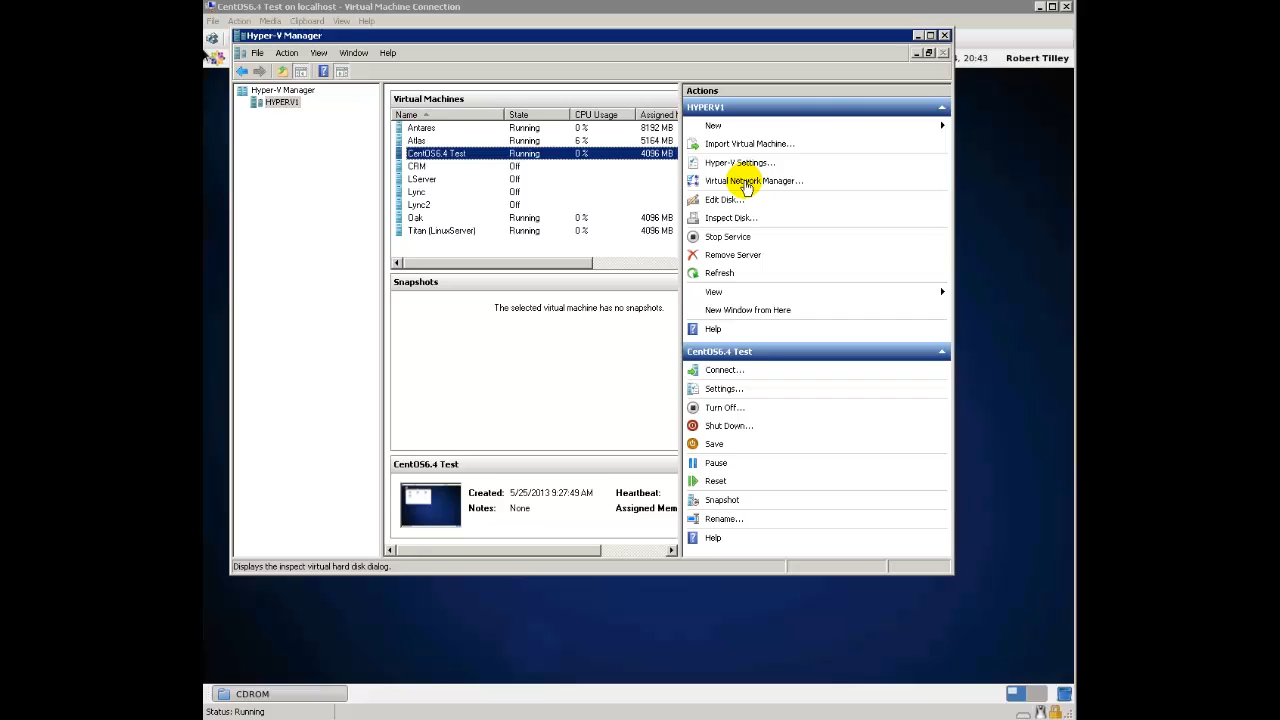 CentOS6.4 Test on localhost - Virtual Machine Connection
File Action Media Clipboard View Help
, 20:43 Robert Tilley
Hyper-V Manager
File Action View Window Help
Hyper-V Manager
HYPERV1
Virtual Machines
Name State CPU Usage Assigned
Antares Running 0 % 8192 MB
Atlas Running 6 % 5164 MB
CentOS6.4 Test Running 0 % 4096 MB
CRM Off
LServer Off
Lync Off
Lync2 Off
Oak Running 0 % 4096 MB
Titan (LinuxServer) Running 0 % 4096 MB
Snapshots
The selected virtual machine has no snapshots.
CentOS6.4 Test
Created: 5/25/2013 9:27:49 AM Heartbeat:
Notes: None Assigned Mem
Actions
HYPERV1
New
Import Virtual Machine...
Hyper-V Settings...
Virtual Network Manager...
Edit Disk...
Inspect Disk...
Stop Service
Remove Server
Refresh
View
New Window from Here
Help
CentOS6.4 Test
Connect...
Settings...
Turn Off...
Shut Down...
Save
Pause
Reset
Snapshot
Rename...
Help
Displays the inspect virtual hard disk dialog.
CDROM
Status: Running